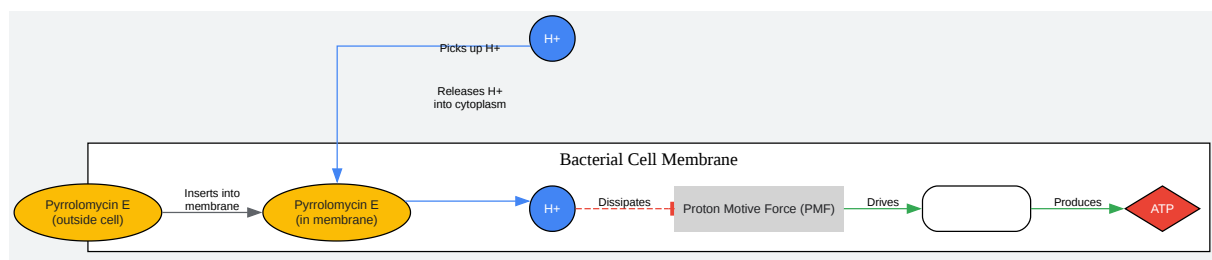 H+
Picks up H+
Releases H+
into cytoplasm
Bacterial Cell Membrane
Pyrrolomycin E
(outside cell)
Inserts into
membrane
Pyrrolomycin E
(in membrane)
H+
Dissipates
Proton Motive Force (PMF)
Drives
Produces
ATP